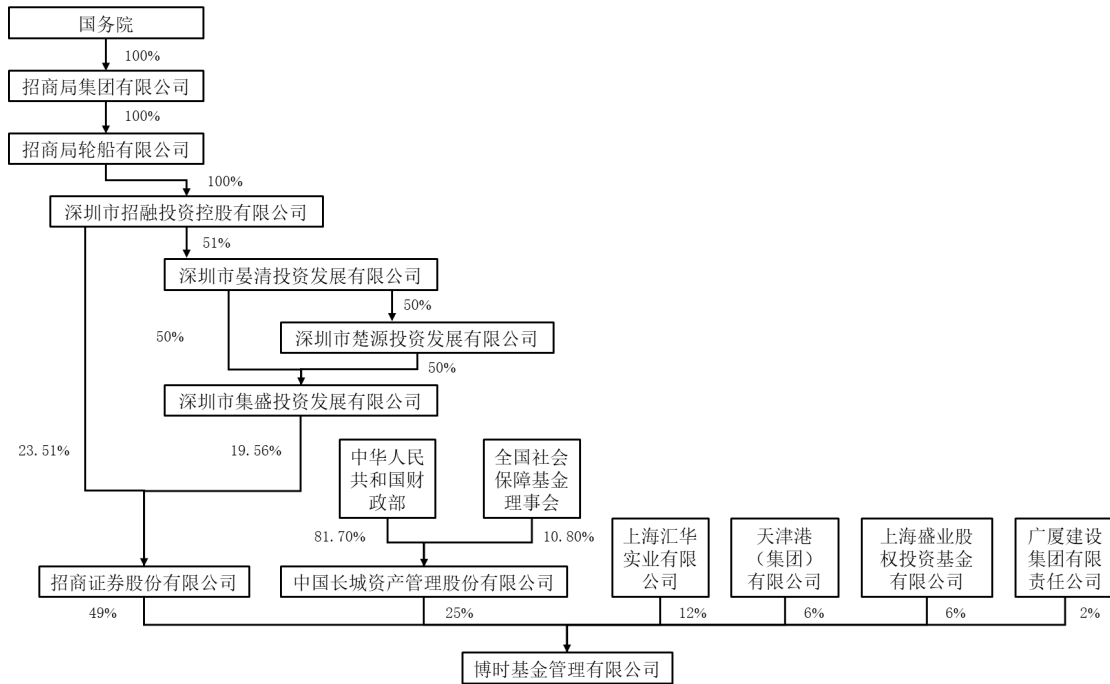 国务院
100%
招商局集团有限公司
100%
招商局轮船有限公司
100%
深圳市招融投资控股有限公司
51%
深圳市晏清投资发展有限公司
50%
50%
深圳市楚源投资发展有限公司
50%
深圳市集盛投资发展有限公司
23.51%
19.56%
中华人民
共和国财
政部
全国社会
保障基金
理事会
81.70%
10.80%
上海汇华
实业有限
公司
天津港
（集团）
有限公司
上海盛业股
权投资基金
有限公司
广厦建设
集团有限
责任公司
招商证券股份有限公司
中国长城资产管理股份有限公司
49%
25%
12%
6%
6%
2%
博时基金管理有限公司